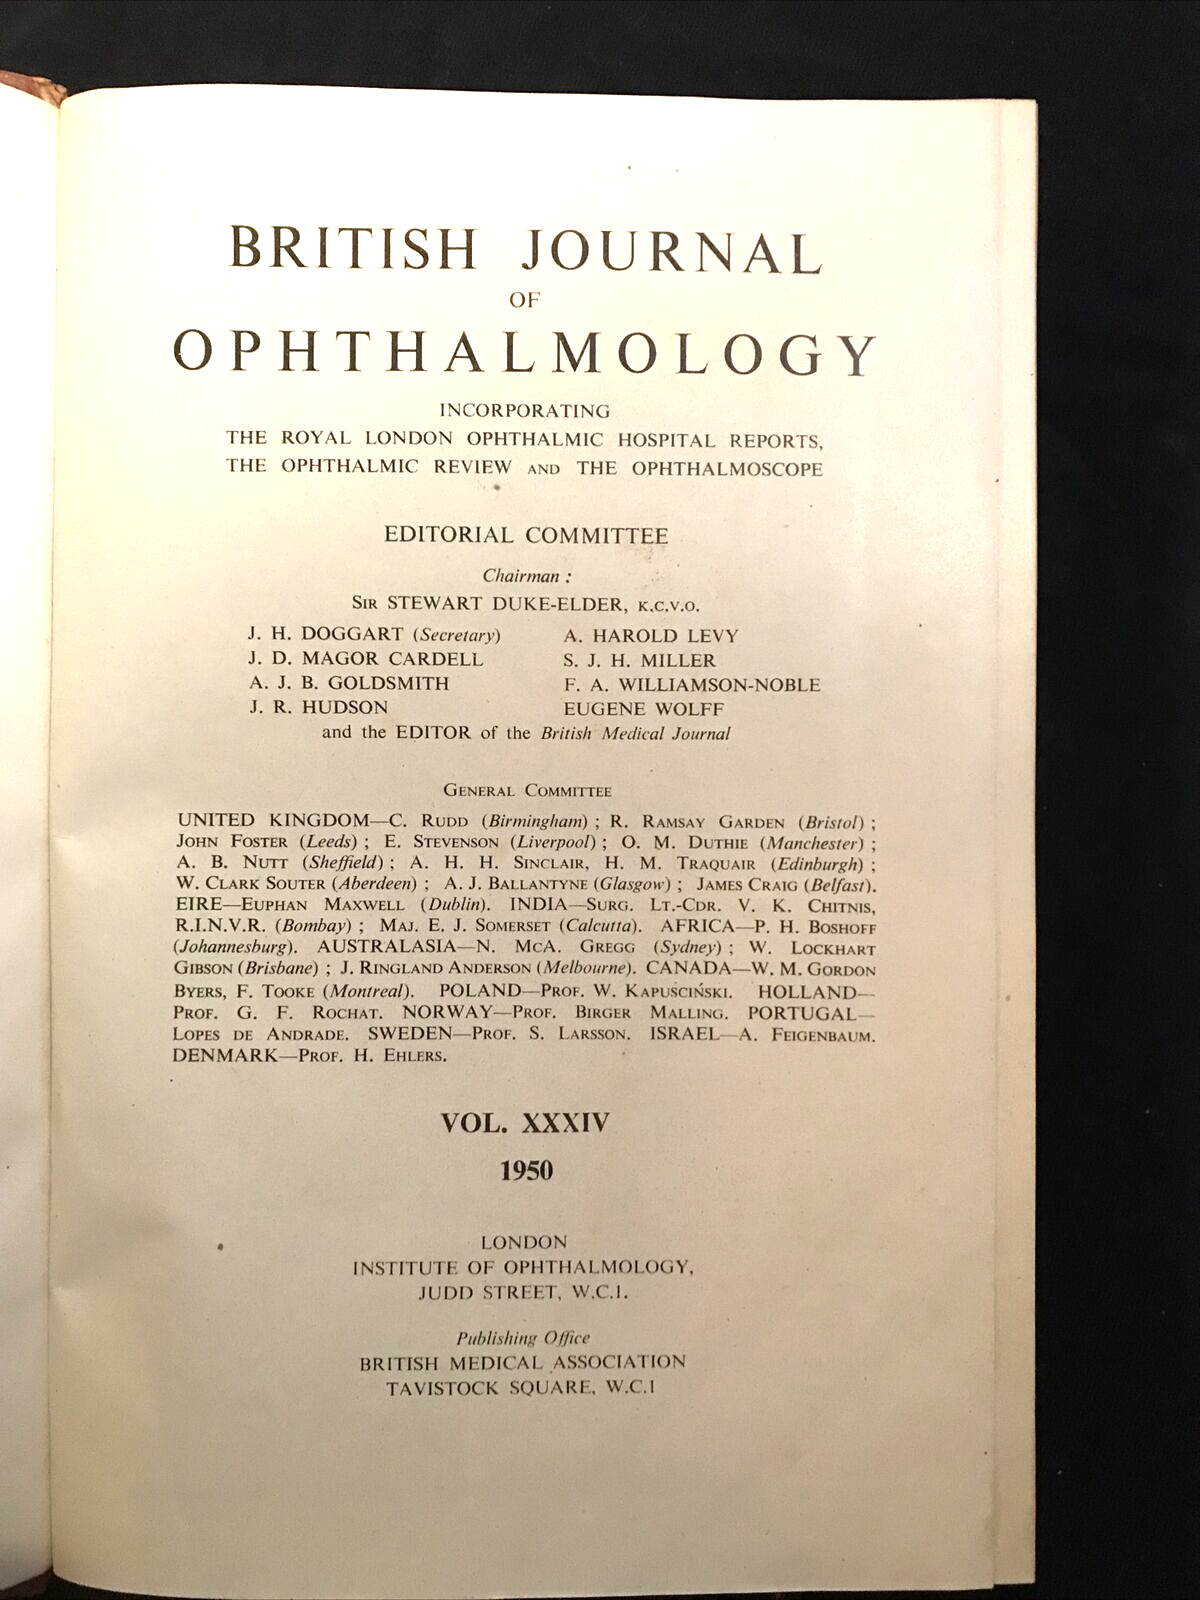 BRITISH JOURNAL
OF
OPHTHALMOLOGY
INCORPORATING
THE ROYAL LONDON OPHTHALMIC HOSPITAL REPORTS,
THE OPHTHALMIC REVIEW AND THE OPHTHALMOSCOPE
EDITORIAL COMMITTEE
Chairman :
SIR STEWART DUKE-ELDER, K.C.V.O.
J. H. DOGGART (Secretary)
J. D. MAGOR CARDELL
A. J. B. GOLDSMITH
J. R. HUDSON
A. HAROLD LEVY
S. J. H. MILLER
F. A. WILLIAMSON-NOBLE
EUGENE WOLFF
and the EDITOR of the British Medical Journal
GENERAL COMMITTEE
UNITED KINGDOM—C. RUDD (Birmingham) ; R. RAMSAY GARDEN (Bristol) ;
JOHN FOSTER (Leeds) ; E. STEVENSON (Liverpool) ; O. M. DUTHIE (Manchester) ;
A. B. NUTT (Sheffield) ; A. H. H. SINCLAIR, H. M. TRAQUAIR (Edinburgh) ;
W. CLARK SOUTER (Aberdeen) ; A. J. BALLANTYNE (Glasgow) ; JAMES CRAIG (Belfast).
EIRE—EUPHAN MAXWELL (Dublin). INDIA—SURG. LT.-CDR. V. K. CHITNIS,
R.I.N.V.R. (Bombay) ; MAJ. E. J. SOMERSET (Calcutta). AFRICA—P. H. BOSHOFF
(Johannesburg). AUSTRALASIA—N. MCA. GREGG (Sydney) ; W. LOCKHART
GIBSON (Brisbane) ; J. RINGLAND ANDERSON (Melbourne). CANADA—W. M. GORDON
BYERS, F. TOOKE (Montreal). POLAND—PROF. W. KAPUŚCIŃSKI. HOLLAND—
PROF. G. F. ROCHAT. NORWAY—PROF. BIRGER MALLING. PORTUGAL—
LOPES DE ANDRADE. SWEDEN—PROF. S. LARSSON. ISRAEL—A. FEIGENBAUM.
DENMARK—PROF. H. EHLERS.
VOL. XXXIV
1950
LONDON
INSTITUTE OF OPHTHALMOLOGY,
JUDD STREET, W.C.1.
Publishing Office
BRITISH MEDICAL ASSOCIATION
TAVISTOCK SQUARE, W.C.1